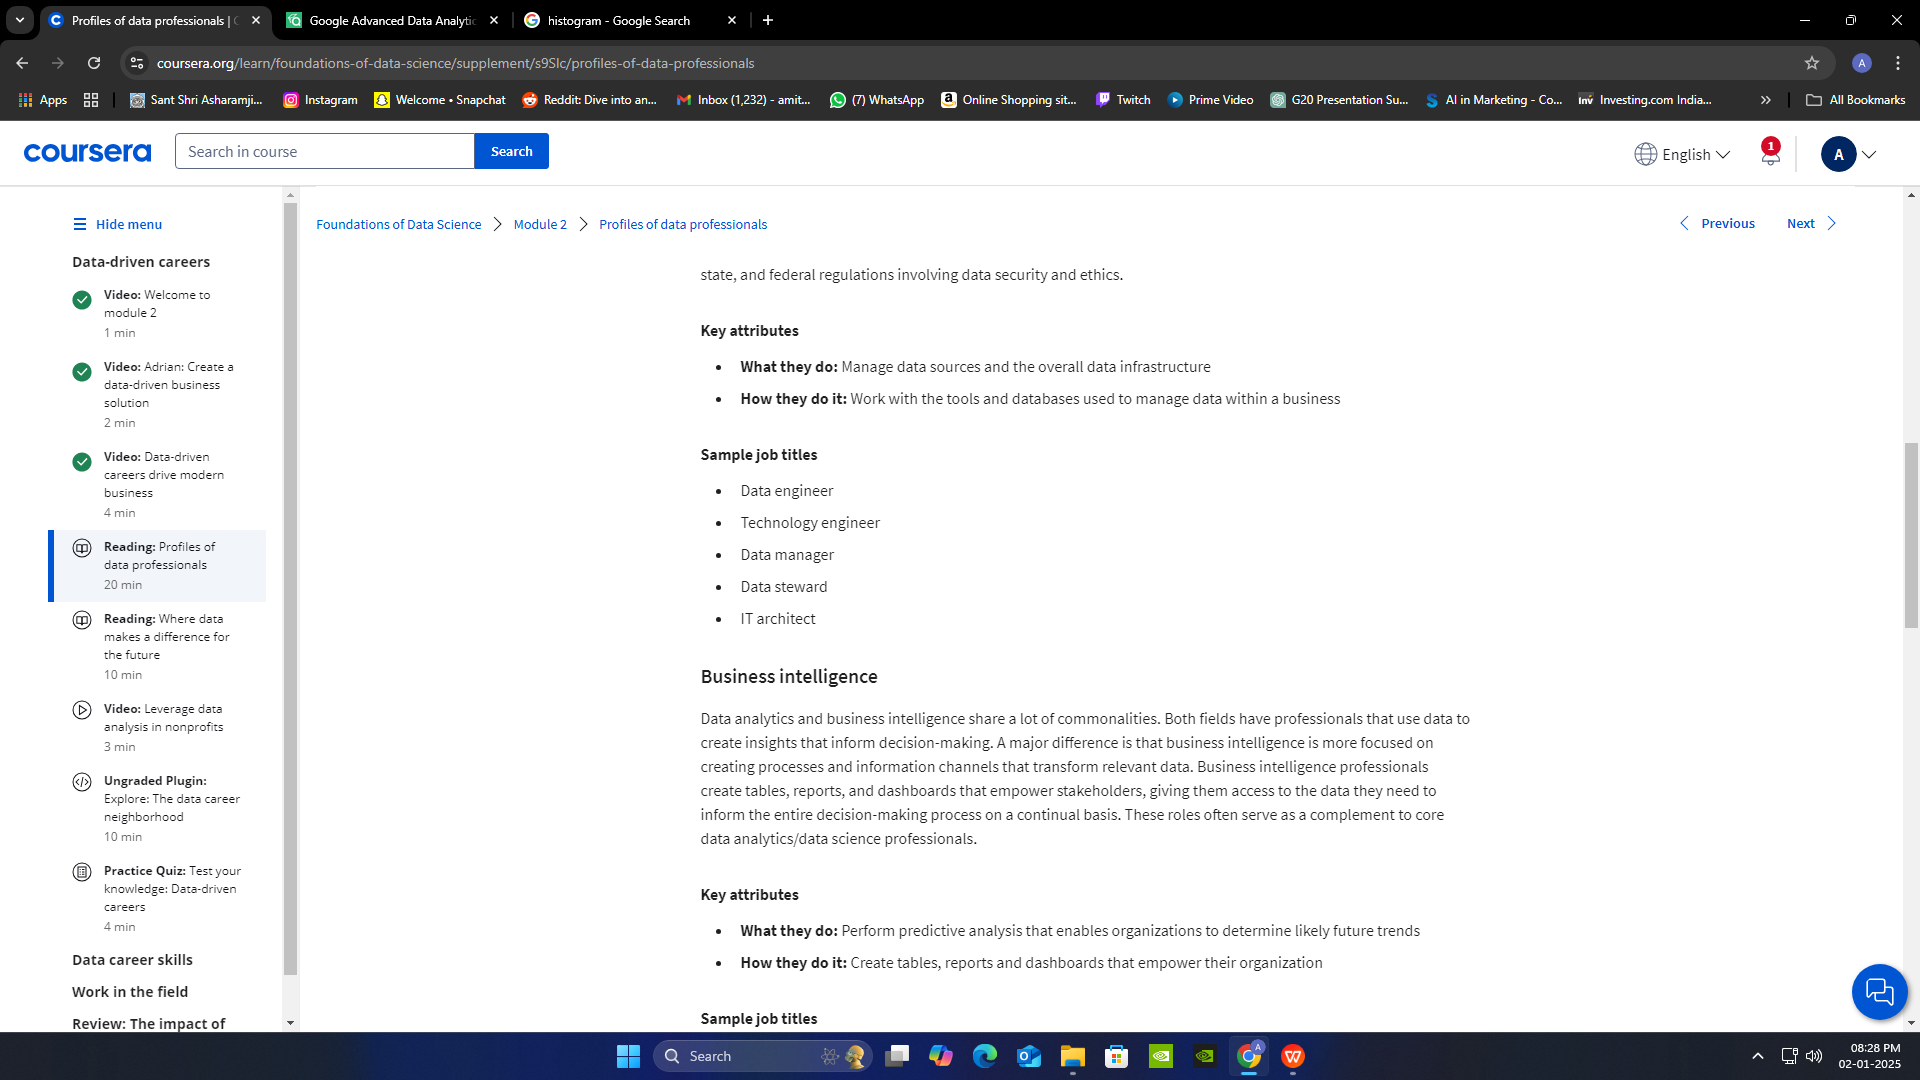 Profiles of data professionals | C
Google Advanced Data Analytic
histogram - Google Search
coursera.org/learn/foundations-of-data-science/supplement/s9Slc/profiles-of-data-professionals
A
Apps
Sant Shri Asharamji...
Instagram
Welcome • Snapchat
Reddit: Dive into an...
Inbox (1,232) - amit...
(7) WhatsApp
Online Shopping sit...
Twitch
Prime Video
G20 Presentation Su...
AI in Marketing - Co...
Investing.com India...
All Bookmarks
coursera
Search in course
Search
English
1
A
Hide menu
Data-driven careers
Video: Welcome to
module 2
1 min
Video: Adrian: Create a
data-driven business
solution
2 min
Video: Data-driven
careers drive modern
business
4 min
Reading: Profiles of
data professionals
20 min
Reading: Where data
makes a difference for
the future
10 min
Video: Leverage data
analysis in nonprofits
3 min
Ungraded Plugin:
Explore: The data career
neighborhood
10 min
Practice Quiz: Test your
knowledge: Data-driven
careers
4 min
Data career skills
Work in the field
Review: The impact of
Foundations of Data Science
Module 2
Profiles of data professionals
Previous
Next
state, and federal regulations involving data security and ethics.
Key attributes
• What they do: Manage data sources and the overall data infrastructure
• How they do it: Work with the tools and databases used to manage data within a business
Sample job titles
• Data engineer
• Technology engineer
• Data manager
• Data steward
• IT architect
Business intelligence
Data analytics and business intelligence share a lot of commonalities. Both fields have professionals that use data to
create insights that inform decision-making. A major difference is that business intelligence is more focused on
creating processes and information channels that transform relevant data. Business intelligence professionals
create tables, reports, and dashboards that empower stakeholders, giving them access to the data they need to
inform the entire decision-making process on a continual basis. These roles often serve as a complement to core
data analytics/data science professionals.
Key attributes
• What they do: Perform predictive analysis that enables organizations to determine likely future trends
• How they do it: Create tables, reports and dashboards that empower their organization
Sample job titles
Search
08:28 PM
02-01-2025